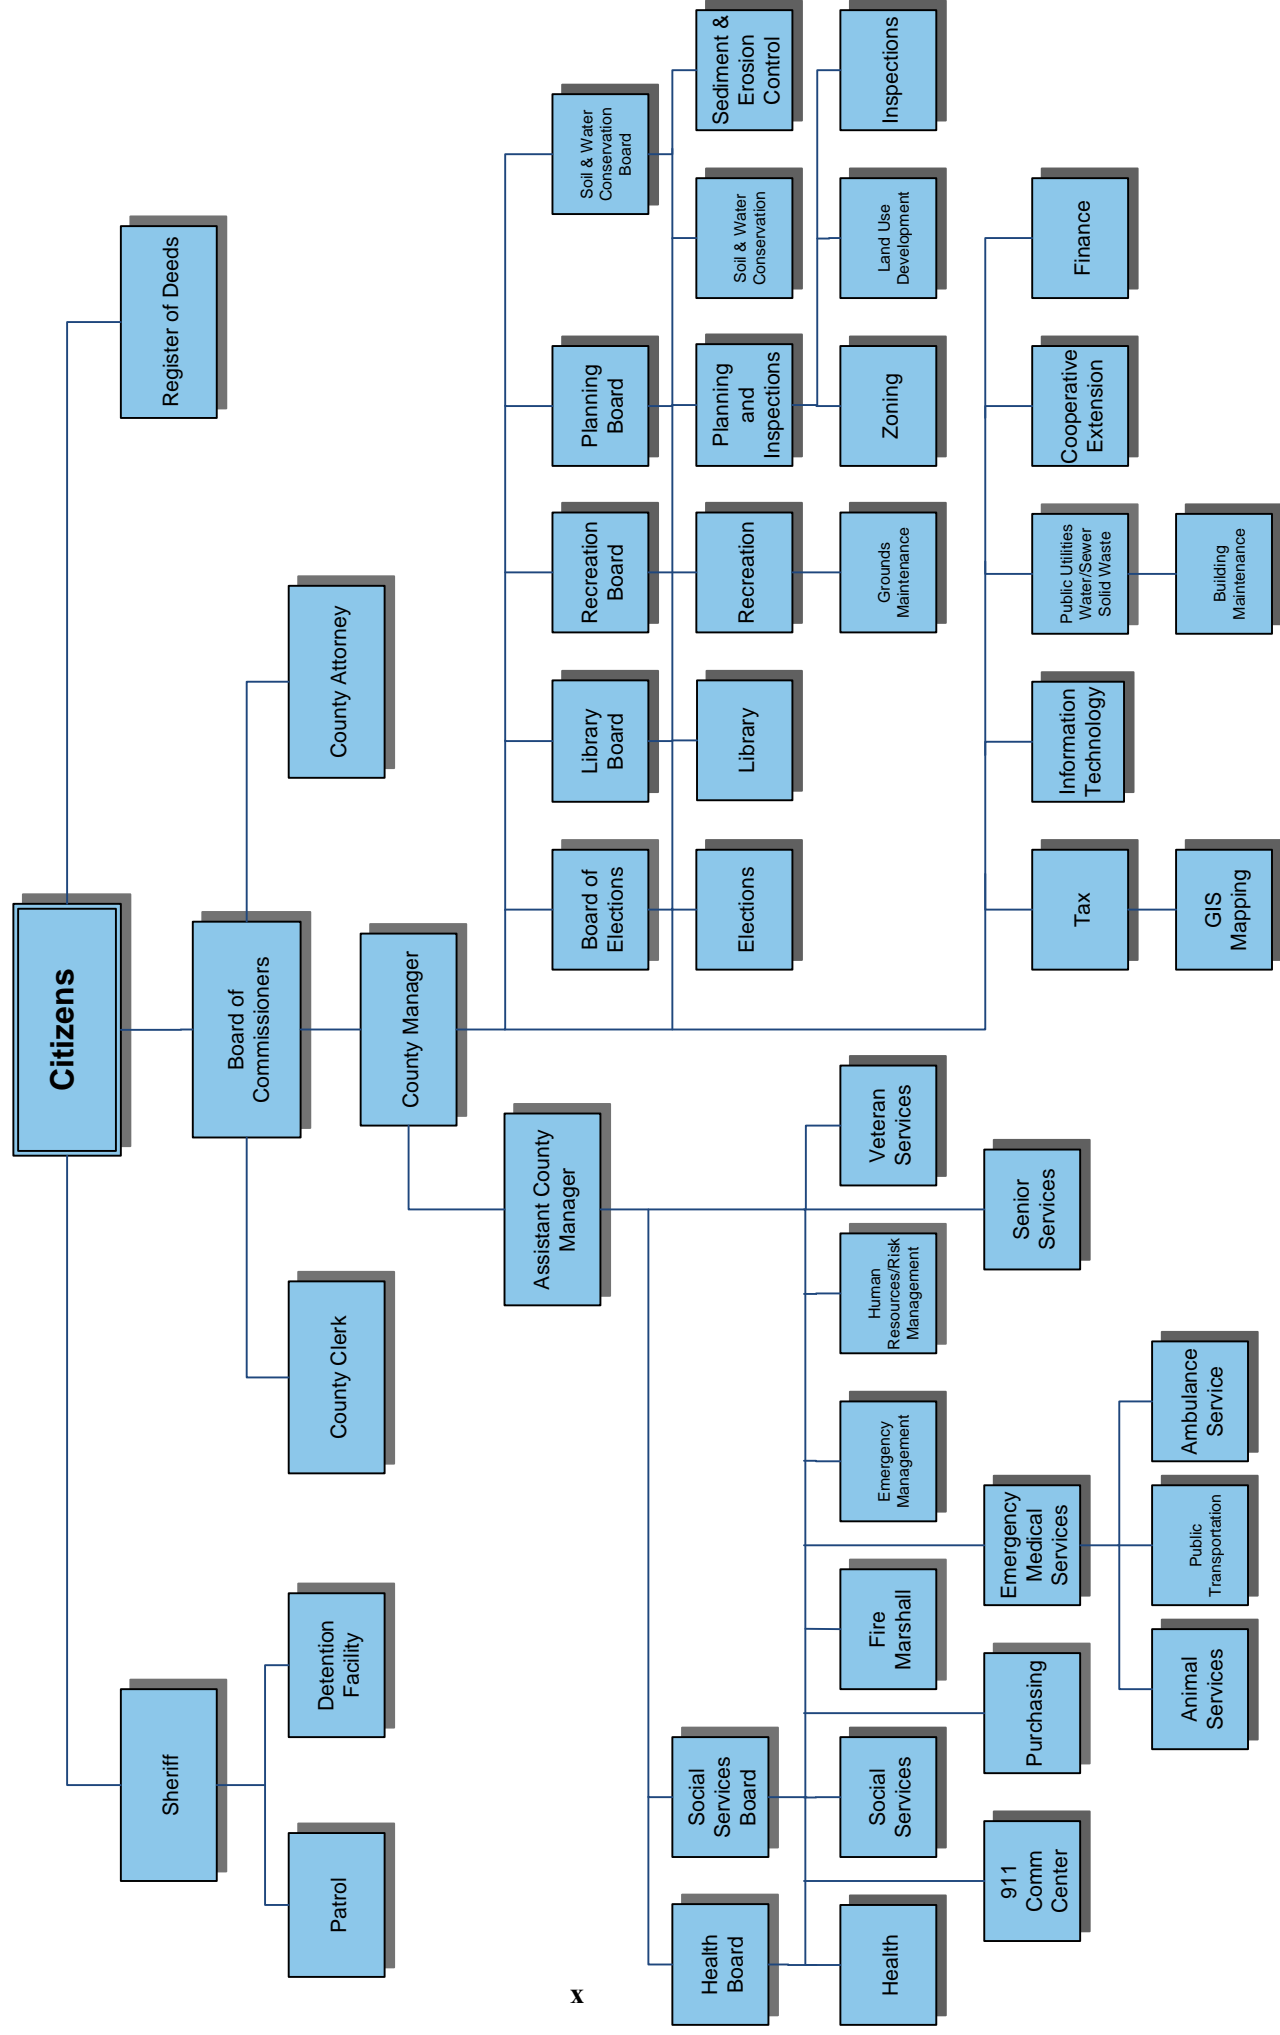 Citizens
Sheriff
Register of Deeds
Board of
Commissioners
Patrol
Detention
Facility
County Clerk
County Attorney
County Manager
Assistant County
Manager
Board of
Elections
Library
Board
Recreation
Board
Planning
Board
Soil & Water
Conservation
Board
Health
Board
Social
Services
Board
Elections
Library
Recreation
Planning
and
Inspections
Soil & Water
Conservation
Sediment &
Erosion
Control
Health
Social
Services
Fire
Marshall
Emergency
Management
Human
Resources/Risk
Management
Veteran
Services
Grounds
Maintenance
Zoning
Land Use
Development
Inspections
911
Comm
Center
Purchasing
Emergency
Medical
Services
Senior
Services
Tax
Information
Technology
Public Utilities
Water/Sewer
Solid Waste
Cooperative
Extension
Finance
Animal
Services
Public
Transportation
Ambulance
Service
GIS
Mapping
Building
Maintenance
x